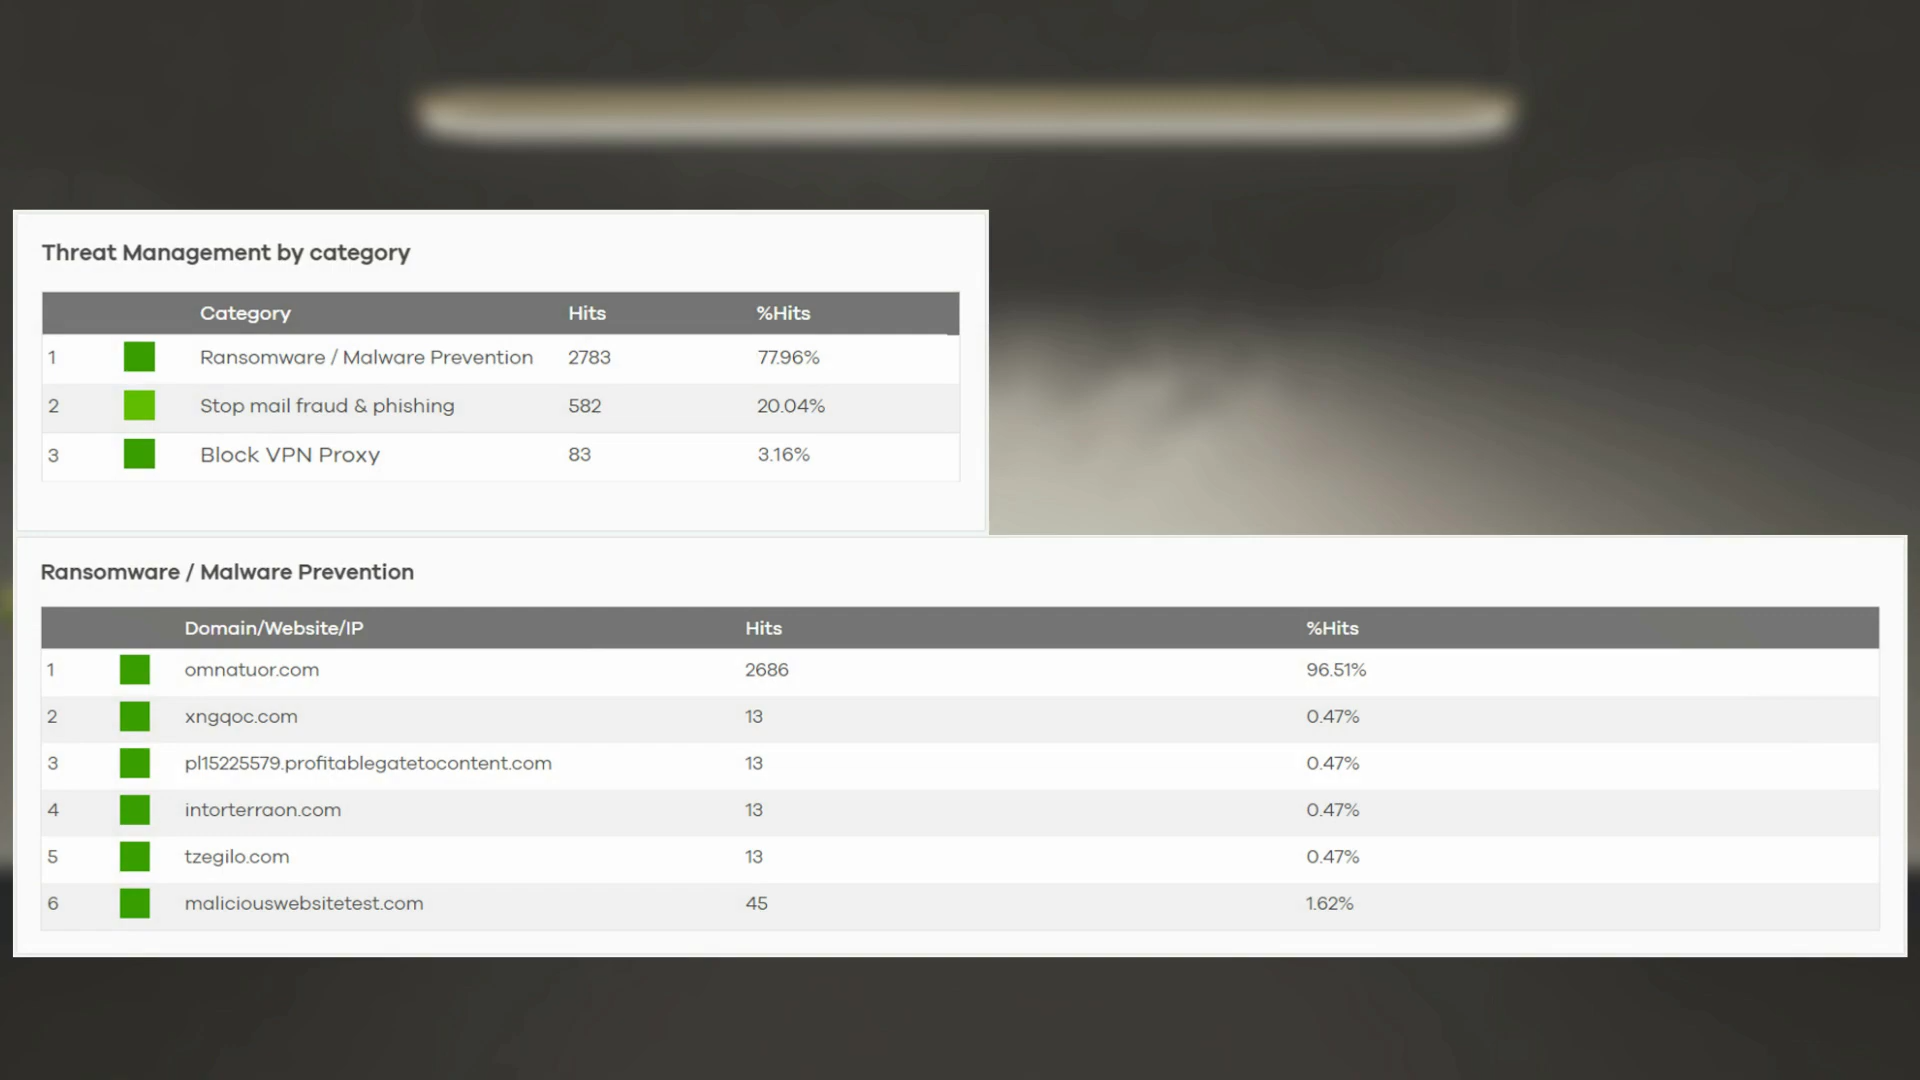 Threat Management by category
Category Hits %Hits
1 Ransomware / Malware Prevention 2783 77.96%
2 Stop mail fraud & phishing 582 20.04%
3 Block VPN Proxy 83 3.16%
Ransomware / Malware Prevention
Domain/Website/IP Hits %Hits
1 omnatuor.com 2686 96.51%
2 xngqoc.com 13 0.47%
3 pl15225579.profitablegatetocontent.com 13 0.47%
4 intorterraon.com 13 0.47%
5 tzegilo.com 13 0.47%
6 maliciouswebsitetest.com 45 1.62%